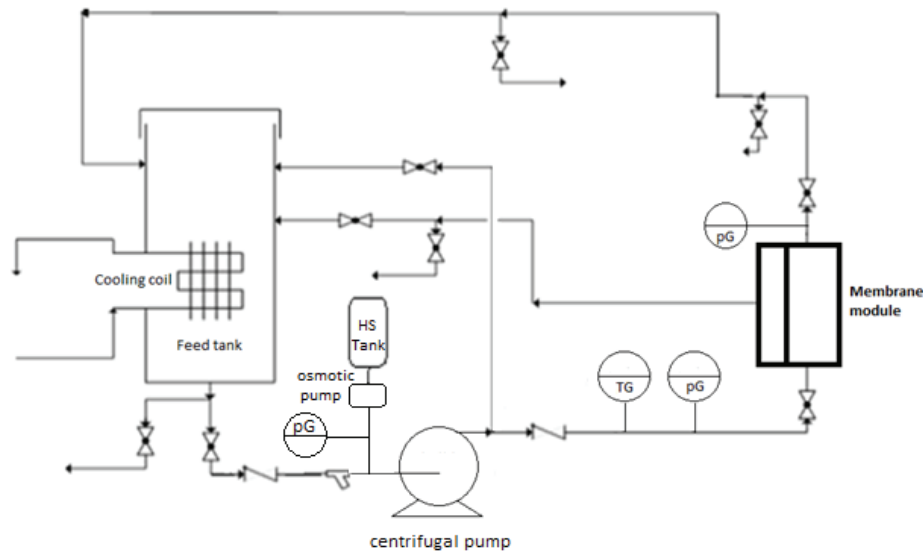 pG
Cooling coil
Feed tank
HS
Tank
osmotic
pump
pG
TG
pG
Membrane
module
centrifugal pump